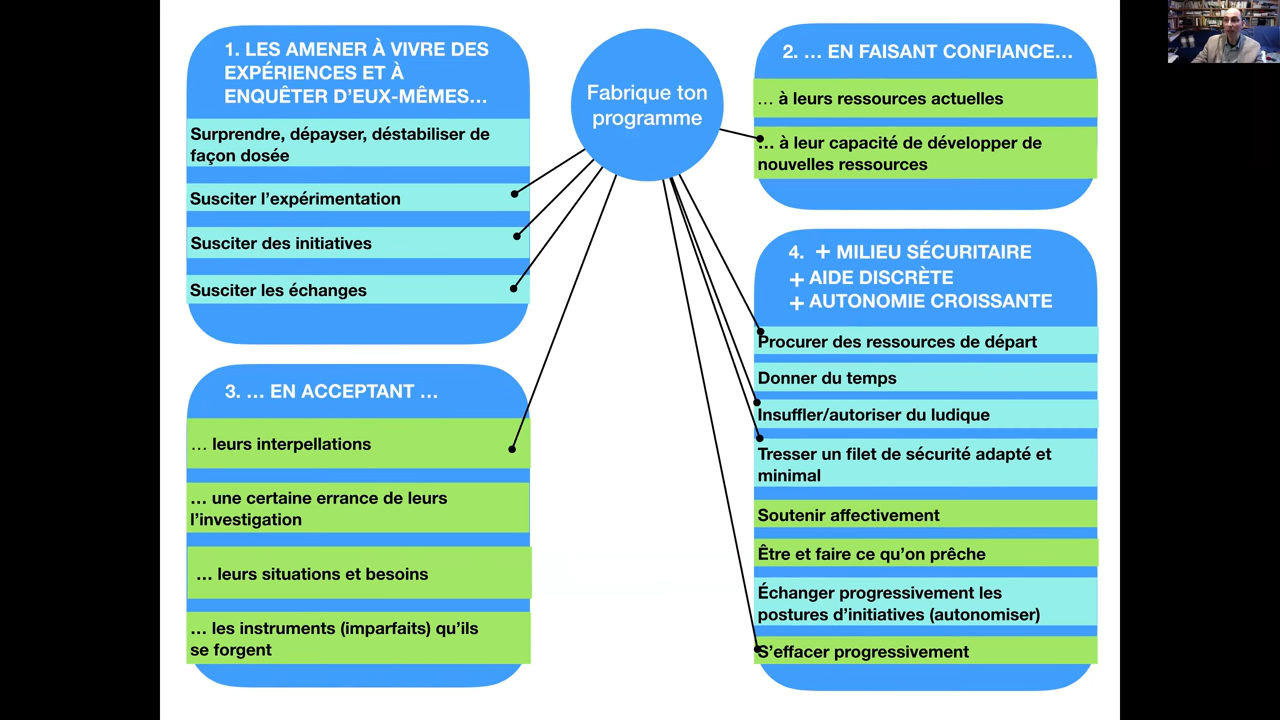 1. LES AMENER À VIVRE DES
EXPÉRIENCES ET À
ENQUÊTER D’EUX-MÊMES…
Surprendre, dépayser, déstabiliser de
façon dosée
Susciter l’expérimentation
Susciter des initiatives
Susciter les échanges
Fabrique ton
programme
2. … EN FAISANT CONFIANCE…
… à leurs ressources actuelles
… à leur capacité de développer de
nouvelles ressources
3. … EN ACCEPTANT …
… leurs interpellations
… une certaine errance de leurs
l’investigation
… leurs situations et besoins
… les instruments (imparfaits) qu’ils
se forgent
4. + MILIEU SÉCURITAIRE
+ AIDE DISCRÈTE
+ AUTONOMIE CROISSANTE
Procurer des ressources de départ
Donner du temps
Insuffler/autoriser du ludique
Tresser un filet de sécurité adapté et
minimal
Soutenir affectivement
Être et faire ce qu’on prêche
Échanger progressivement les
postures d’initiatives (autonomiser)
S’effacer progressivement